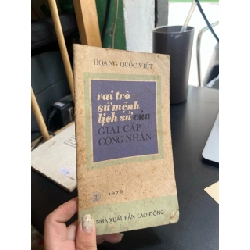 HOÀNG QUỐC VIỆT
vai trò
sứ mệnh
lịch sử của
GIAI CẤP
CÔNG NHÂN
NHÀ XUẤT BẢN LAO ĐỘNG